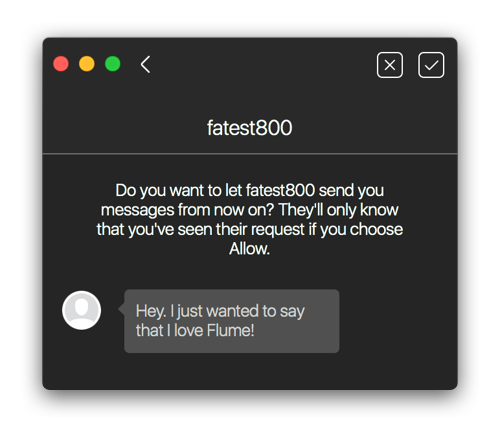 fatest800
Do you want to let fatest800 send you
messages from now on? They'll only know
that you've seen their request if you choose
Allow.
Hey. I just wanted to say
that I love Flume!